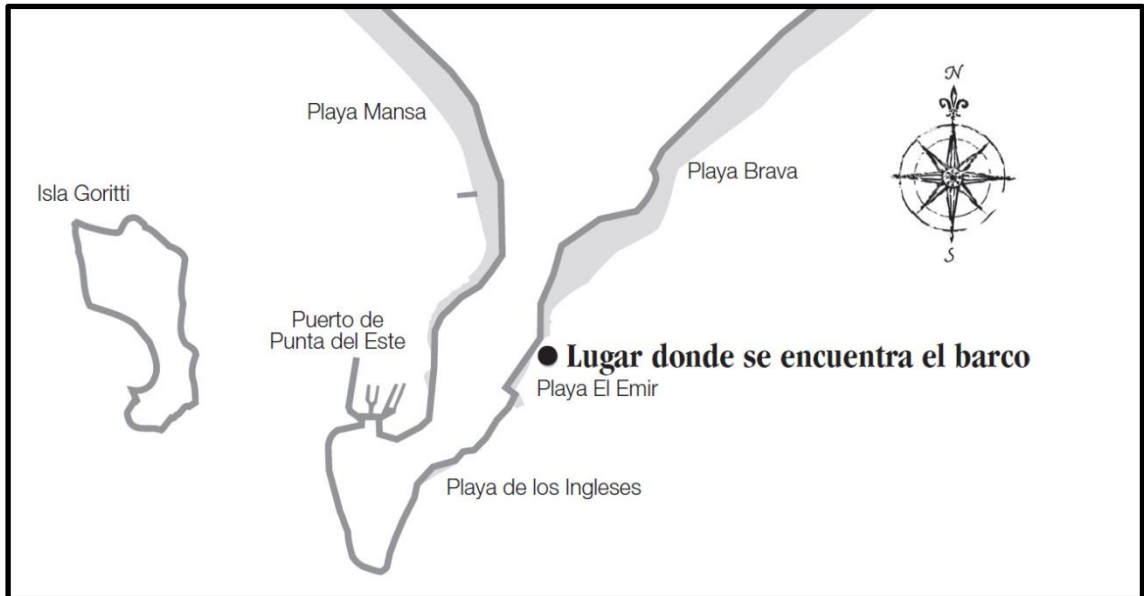 N
Playa Mansa
Playa Brava
Isla Goritti
S
Puerto de
Punta del Este
Lugar donde se encuentra el barco
Playa El Emir
Playa de los Ingleses